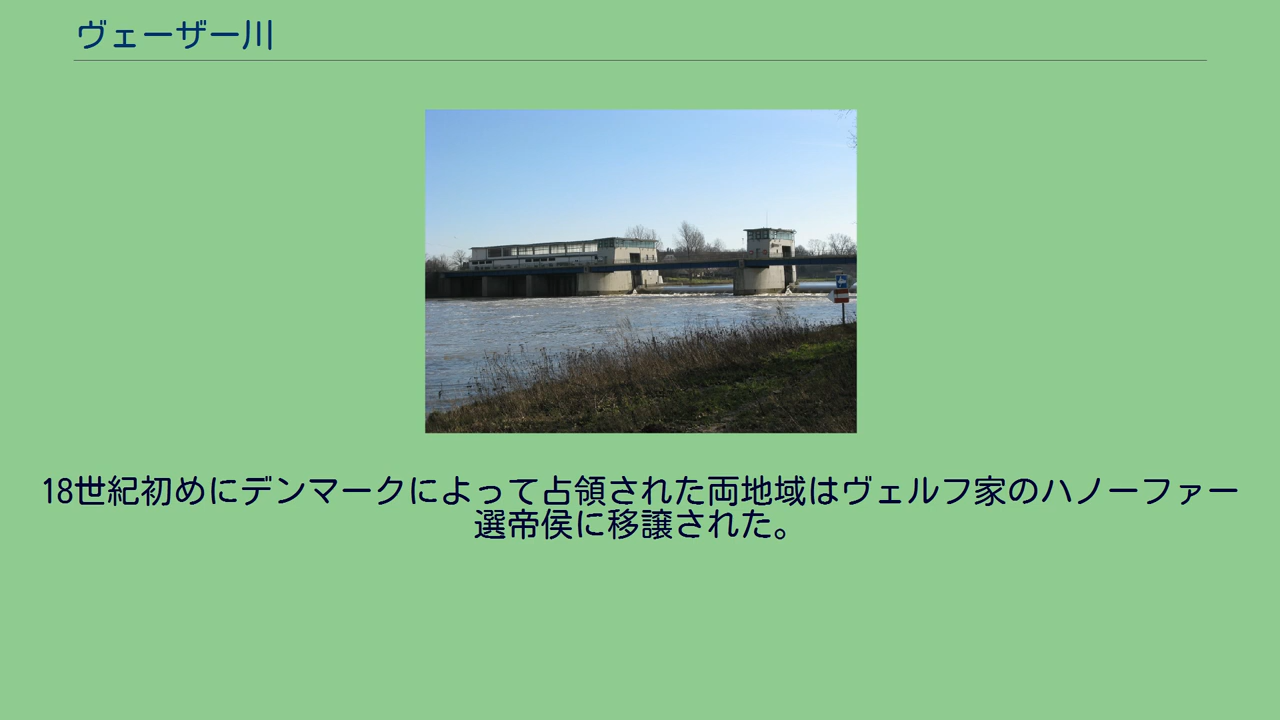 ヴェーザー川
18世紀初めにデンマークによって占領された両地域はヴェルフ家のハノーファー
選帝侯に移譲された。